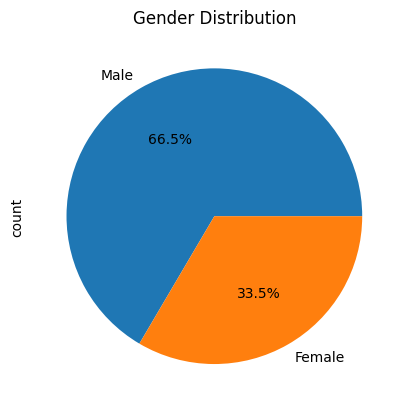 Gender Distribution
Male
66.5%
count
33.5%
Female